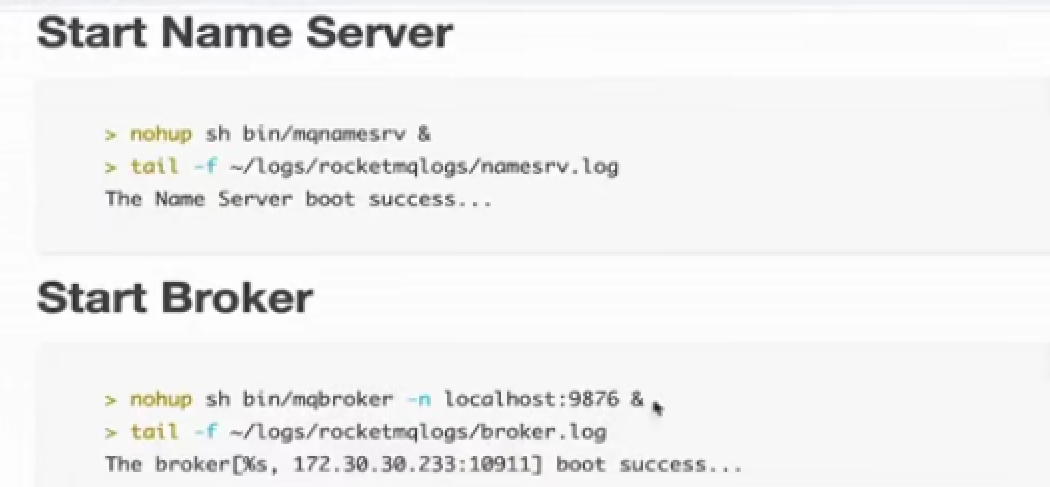 Start Name Server
> nohup sh bin/mqnamesrv &
> tail -f ~/logs/rocketmqlogs/namesrv.log
The Name Server boot success...
Start Broker
> nohup sh bin/mqbroker -n localhost:9876 &
> tail -f ~/logs/rocketmqlogs/broker.log
The broker[%s, 172.30.30.233:10911] boot success...